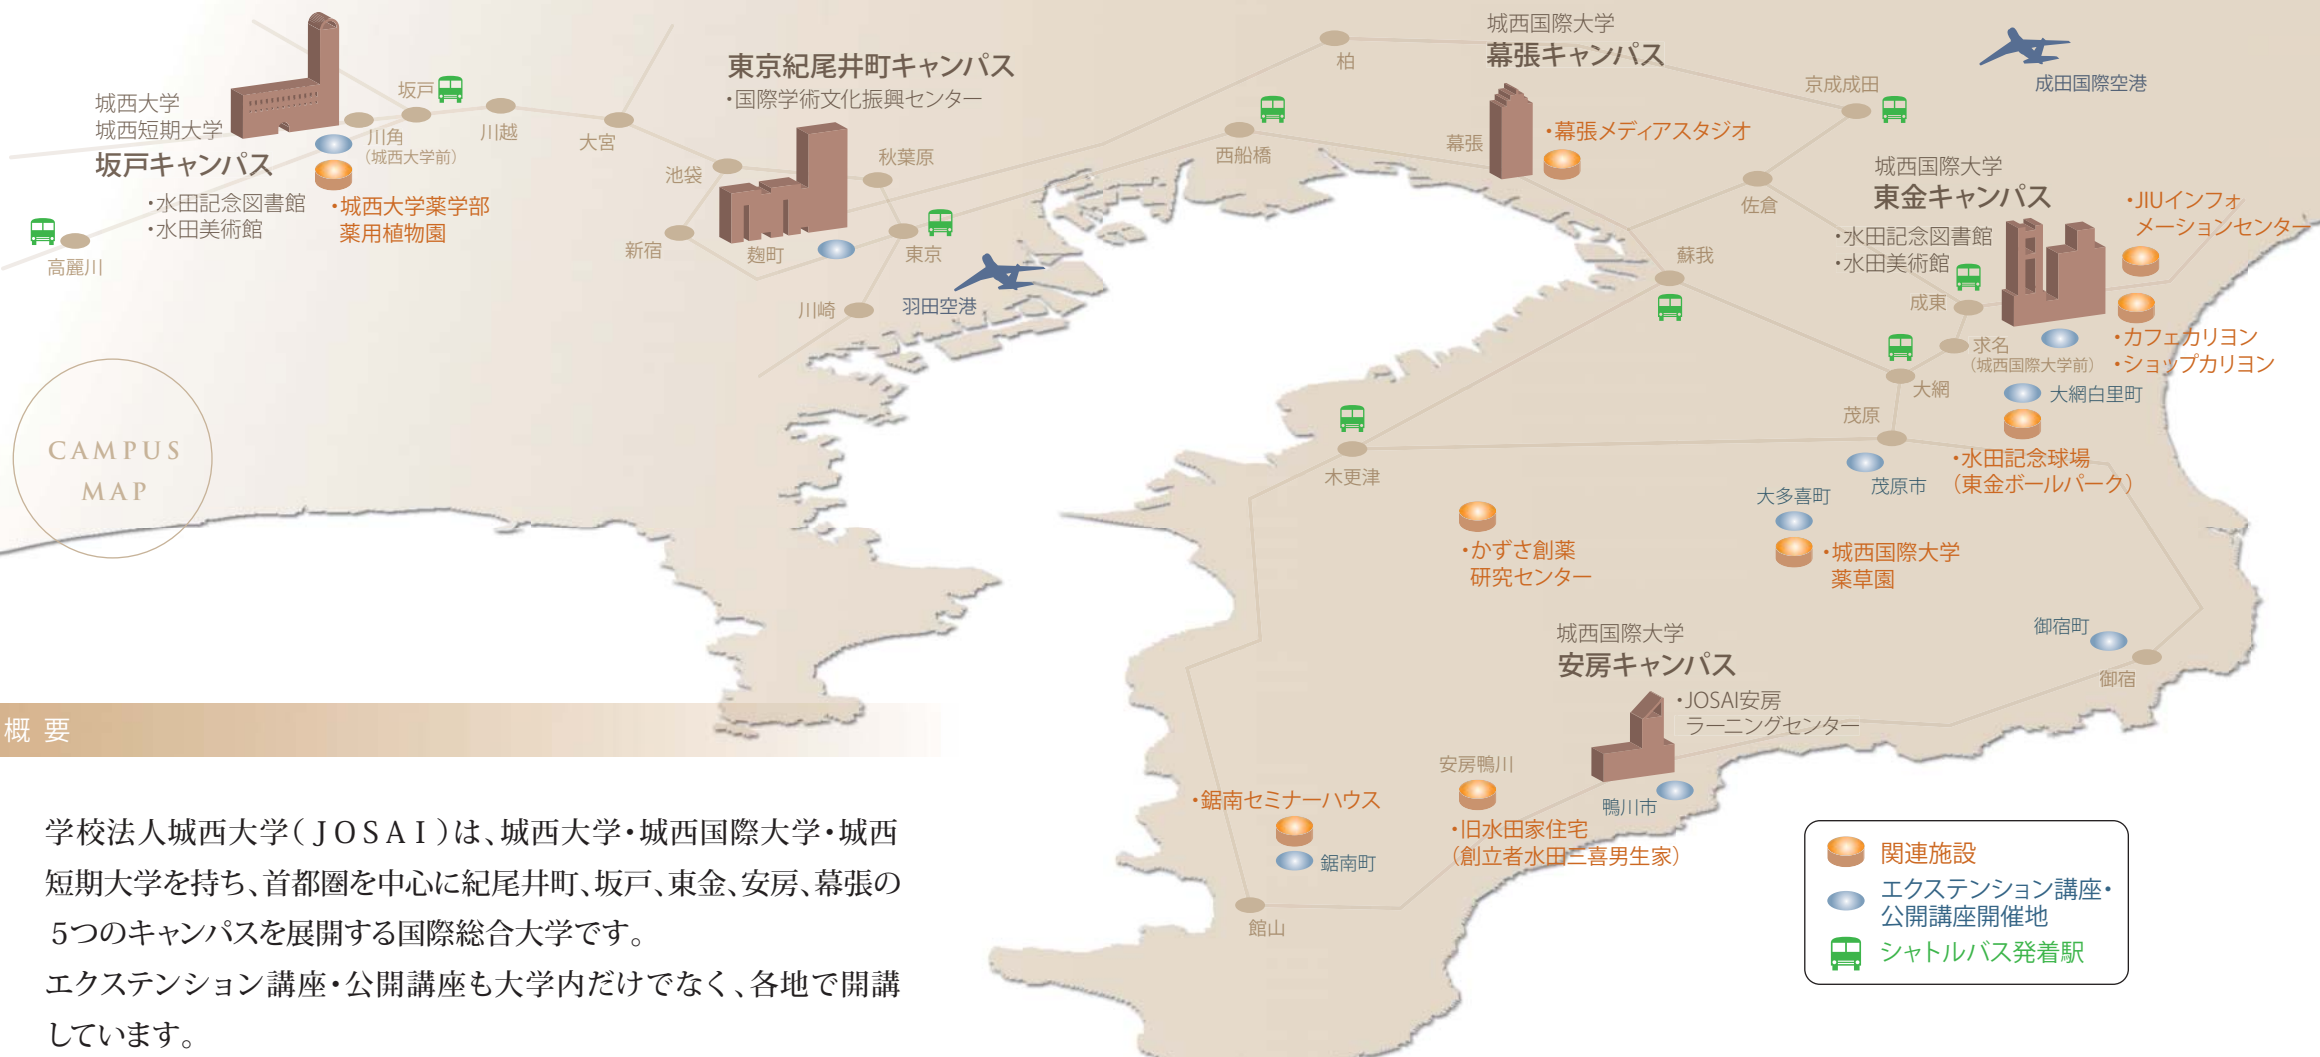 城西大学
城西短期大学
坂戸キャンパス
・水田記念図書館
・水田美術館
・城西大学薬学部
薬用植物園
高麗川
川角
(城西大学前)
坂戸
川越
大宮
東京紀尾井町キャンパス
・国際学術文化振興センター
池袋
秋葉原
新宿
麹町
東京
川崎
羽田空港
柏
西船橋
城西国際大学
幕張キャンパス
幕張
・幕張メディアスタジオ
京成成田
成田国際空港
佐倉
蘇我
城西国際大学
東金キャンパス
・水田記念図書館
・水田美術館
・JIUインフォ
メーションセンター
成東
求名
(城西国際大学前)
・カフェカリヨン
・ショップカリヨン
大網
大網白里町
茂原
・水田記念球場
(東金ボールパーク)
茂原市
木更津
大多喜町
・城西国際大学
薬草園
・かずさ創薬
研究センター
御宿町
御宿
城西国際大学
安房キャンパス
・JOSAI安房
ラーニングセンター
安房鴨川
鴨川市
・旧水田家住宅
(創立者水田三喜男生家)
・鋸南セミナーハウス
鋸南町
館山
CAMPUS
MAP
関連施設
エクステンション講座・
公開講座開催地
シャトルバス発着駅
概 要
学校法人城西大学(JOSAI)は、城西大学・城西国際大学・城西
短期大学を持ち、首都圏を中心に紀尾井町、坂戸、東金、安房、幕張の
5つのキャンパスを展開する国際総合大学です。
エクステンション講座・公開講座も大学内だけでなく、各地で開講
しています。